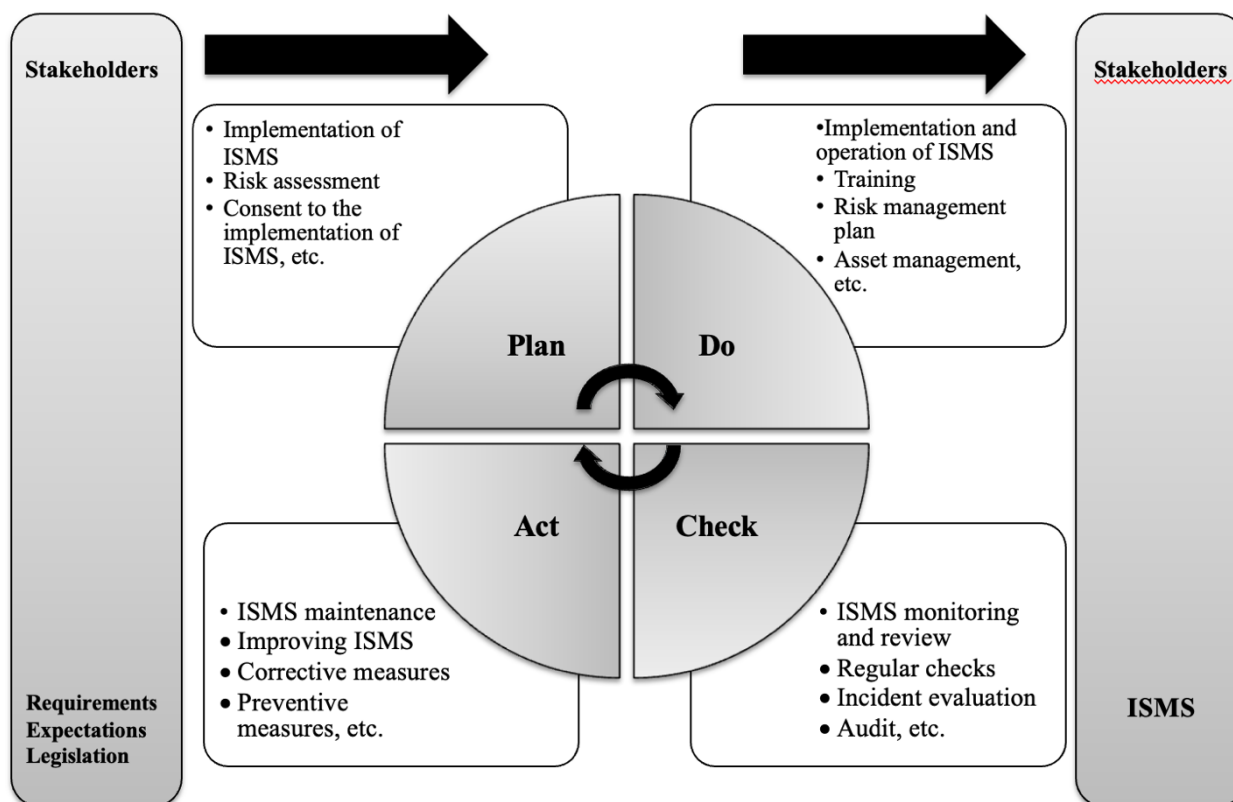 Stakeholders
Requirements
Expectations
Legislation
• Implementation of
ISMS
• Risk assessment
• Consent to the
implementation of
ISMS, etc.
•Implementation and
operation of ISMS
• Training
• Risk management
plan
• Asset management,
etc.
Plan
Do
Act
Check
• ISMS maintenance
• Improving ISMS
• Corrective measures
• Preventive
measures, etc.
• ISMS monitoring
and review
• Regular checks
• Incident evaluation
• Audit, etc.
Stakeholders
ISMS